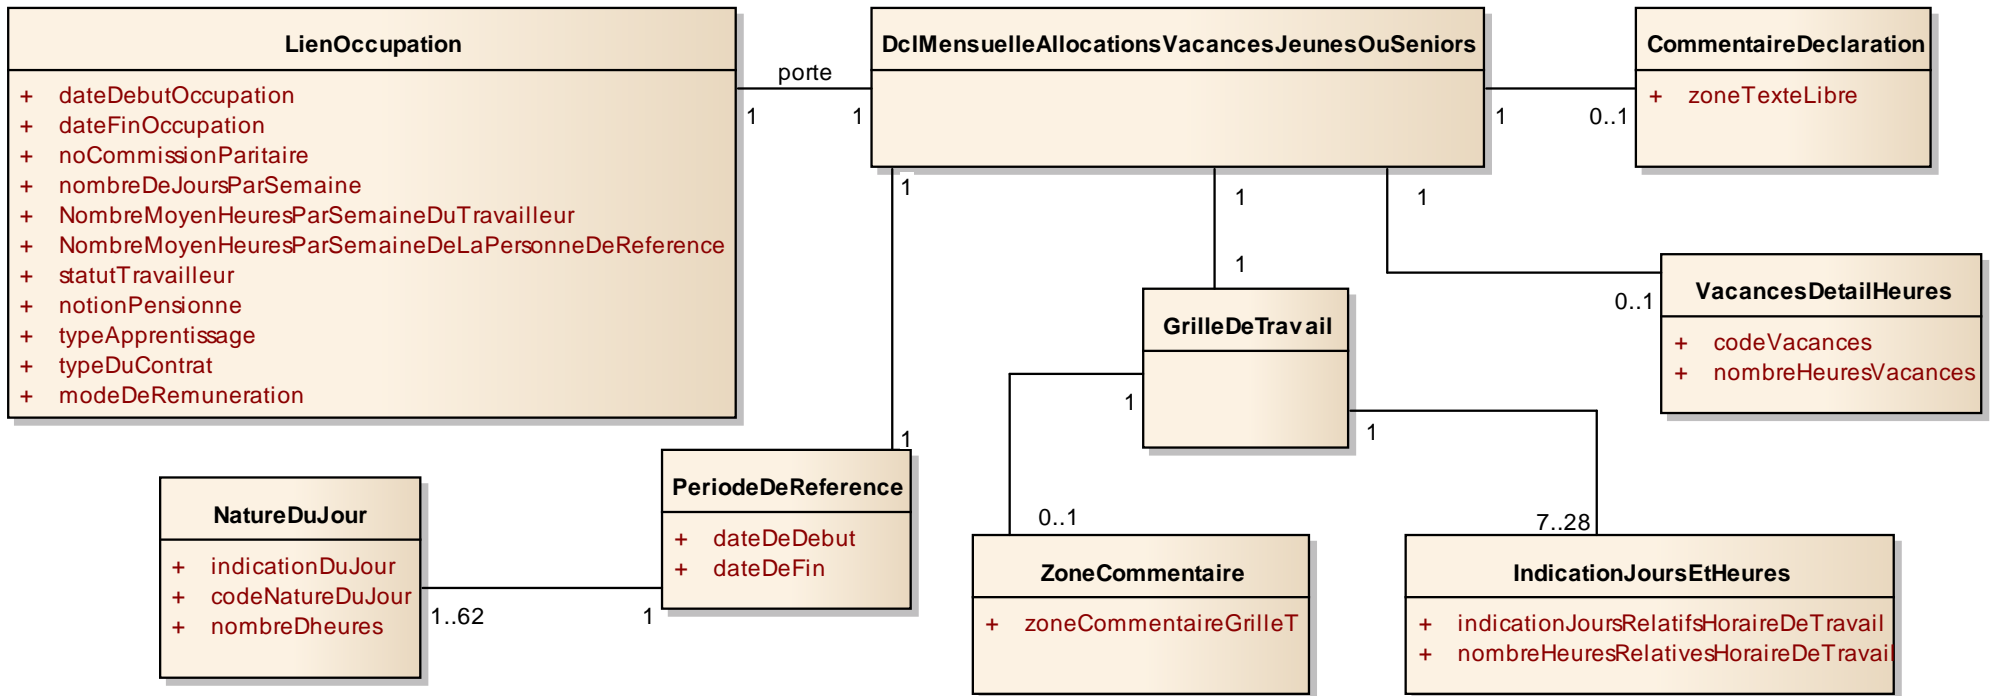 LienOccupation
+ dateDebutOccupation
+ dateFinOccupation
+ noCommissionParitaire
+ nombreDeJoursParSemaine
+ NombreMoyenHeuresParSemaineDuTravailleur
+ NombreMoyenHeuresParSemaineDeLaPersonneDeReference
+ statutTravailleur
+ notionPensionne
+ typeApprentissage
+ typeDuContrat
+ modeDeRemuneration
porte
1
1
DclMensuelleAllocationsVacancesJeunesOuSeniors
1
0..1
CommentaireDeclaration
+ zoneTexteLibre
1
1
1
1
1
0..1
VacancesDetailHeures
+ codeVacances
+ nombreHeuresVacances
GrilleDeTravail
1
1
0..1
7..28
PeriodeDeReference
+ dateDeDebut
+ dateDeFin
NatureDuJour
+ indicationDuJour
+ codeNatureDuJour
+ nombreDheures
1..62
1
ZoneCommentaire
+ zoneCommentaireGrilleT
IndicationJoursEtHeures
+ indicationJoursRelatifsHoraireDeTravail
+ nombreHeuresRelativesHoraireDeTravail